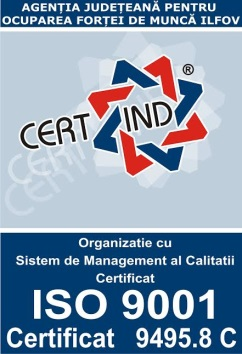 AGENȚIA JUDEȚEANĂ PENTRU
OCUPAREA FORȚEI DE MUNCĂ ILFOV
CERT IND ®
Organizatie cu
Sistem de Management al Calitatii
Certificat
ISO 9001
Certificat 9495.8 C